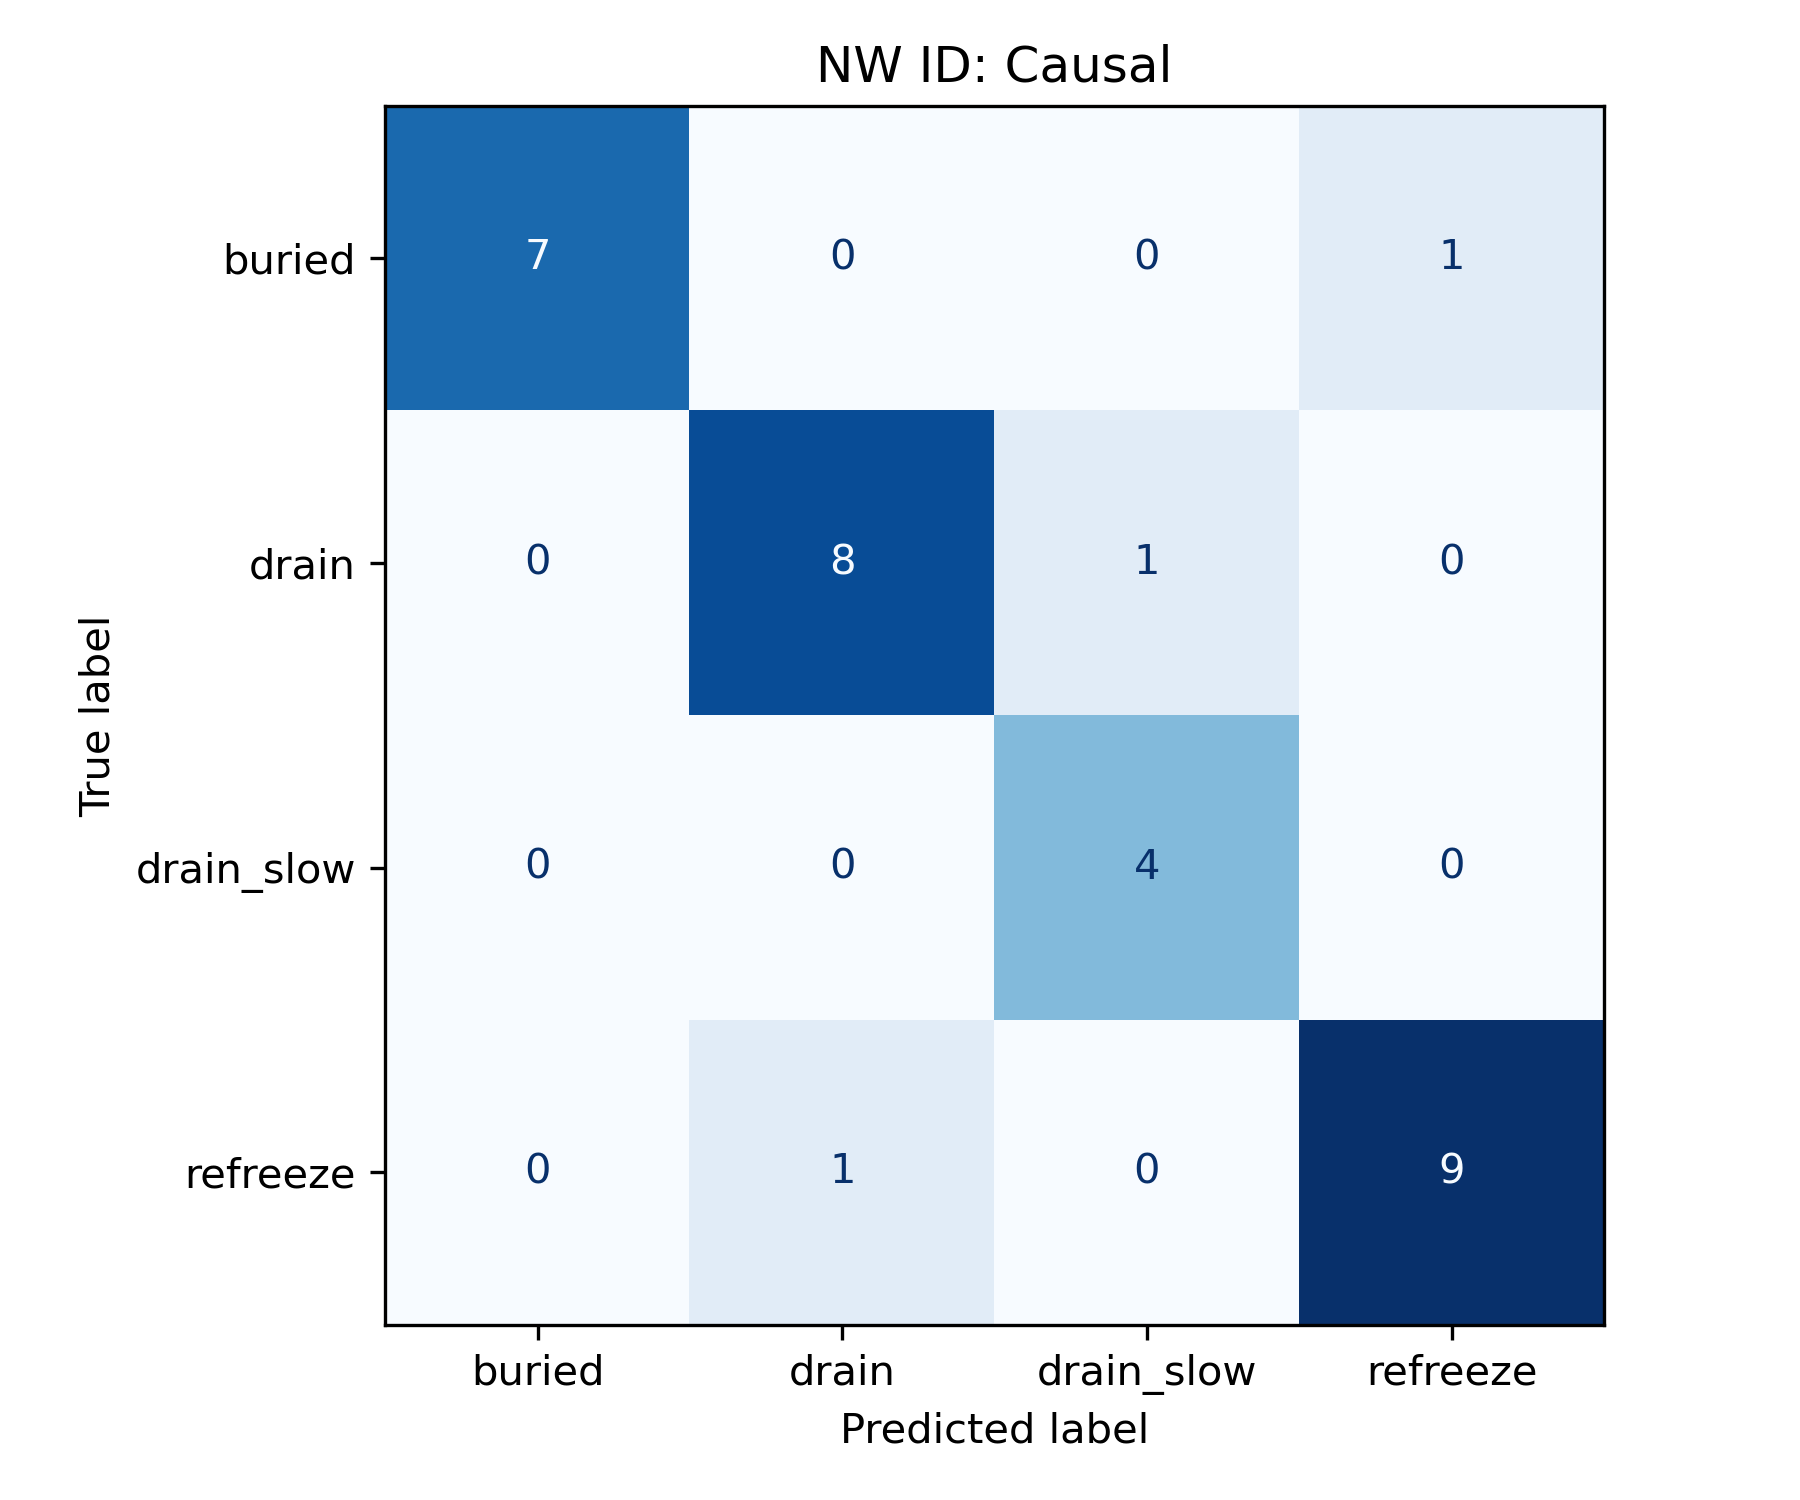 NW ID: Causal
buried 7 0 0 1
drain 0 8 1 0
drain_slow 0 0 4 0
refreeze 0 1 0 9
True label
buried drain drain_slow refreeze
Predicted label